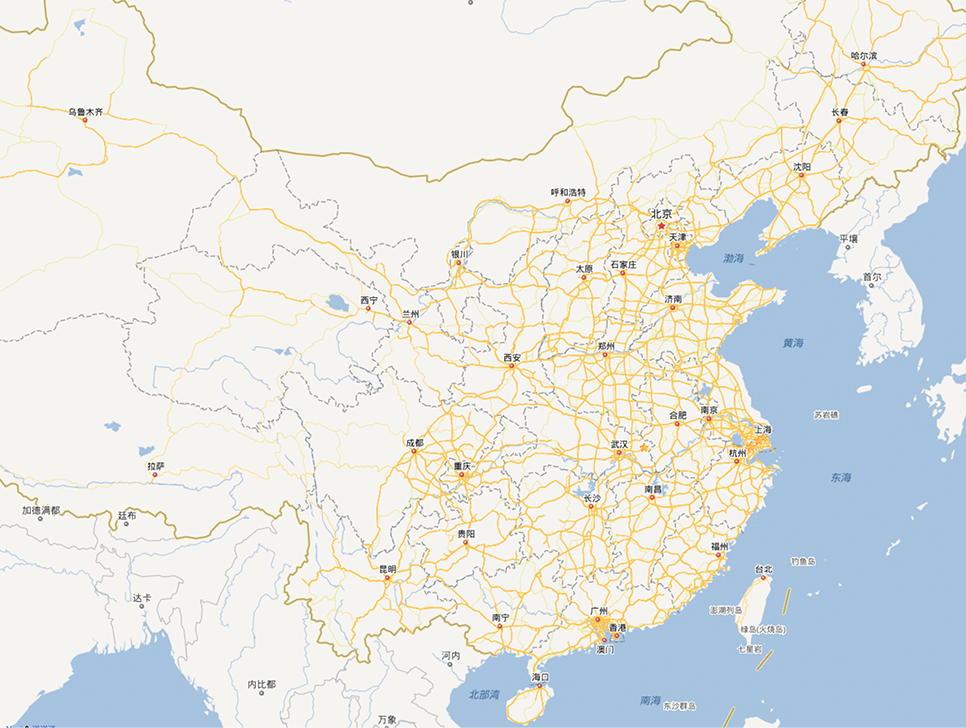 哈尔滨
乌鲁木齐
长春
沈阳
呼和浩特
北京
天津
平壤
银川
渤海
石家庄
太原
首尔
西宁
济南
兰州
黄海
郑州
西安
合肥
南京
苏岩礁
上海
成都
武汉
杭州
拉萨
重庆
东海
南昌
长沙
加德满都
廷布
贵阳
福州
钓鱼岛
昆明
台北
达卡
广州
澎湖列岛
南宁
香港
绿岛(火烧岛)
澳门
七星岩
河内
海口
内比都
北部湾
南海
东沙群岛
万象